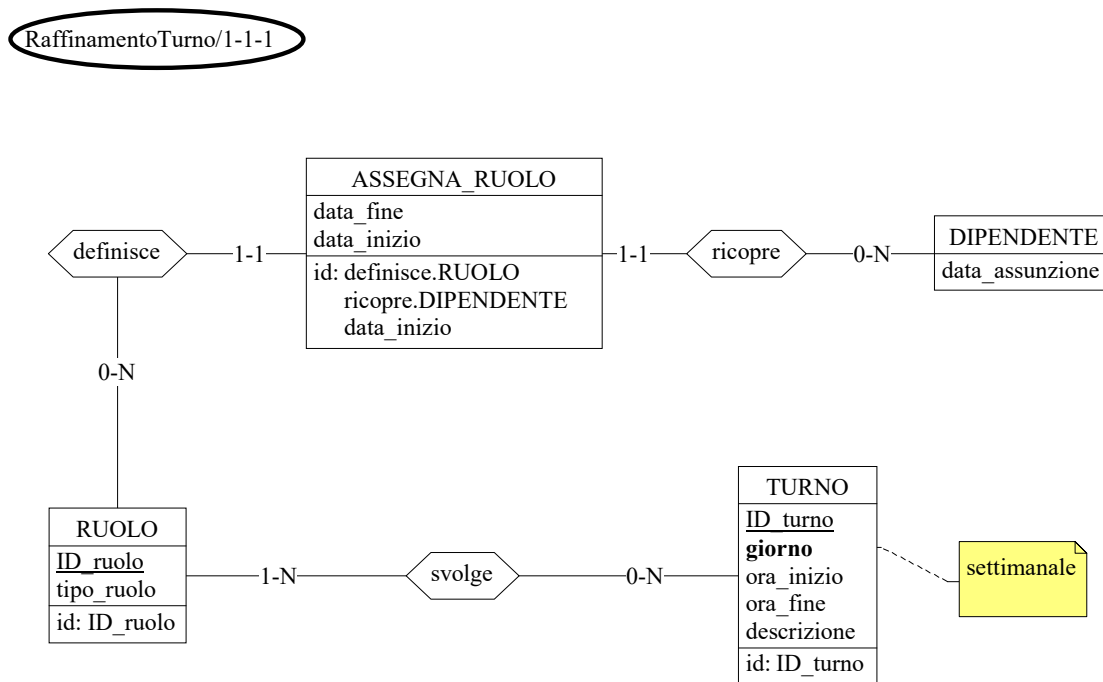 RaffinamentoTurno/1-1-1
ASSEGNA_RUOLO
data_fine
data_inizio
id: definisce.RUOLO
ricopre.DIPENDENTE
data_inizio
definisce
1-1
1-1
ricopre
0-N
DIPENDENTE
data_assunzione
0-N
RUOLO
ID_ruolo
tipo_ruolo
id: ID_ruolo
1-N
svolge
0-N
TURNO
ID_turno
giorno
ora_inizio
ora_fine
descrizione
id: ID_turno
settimanale